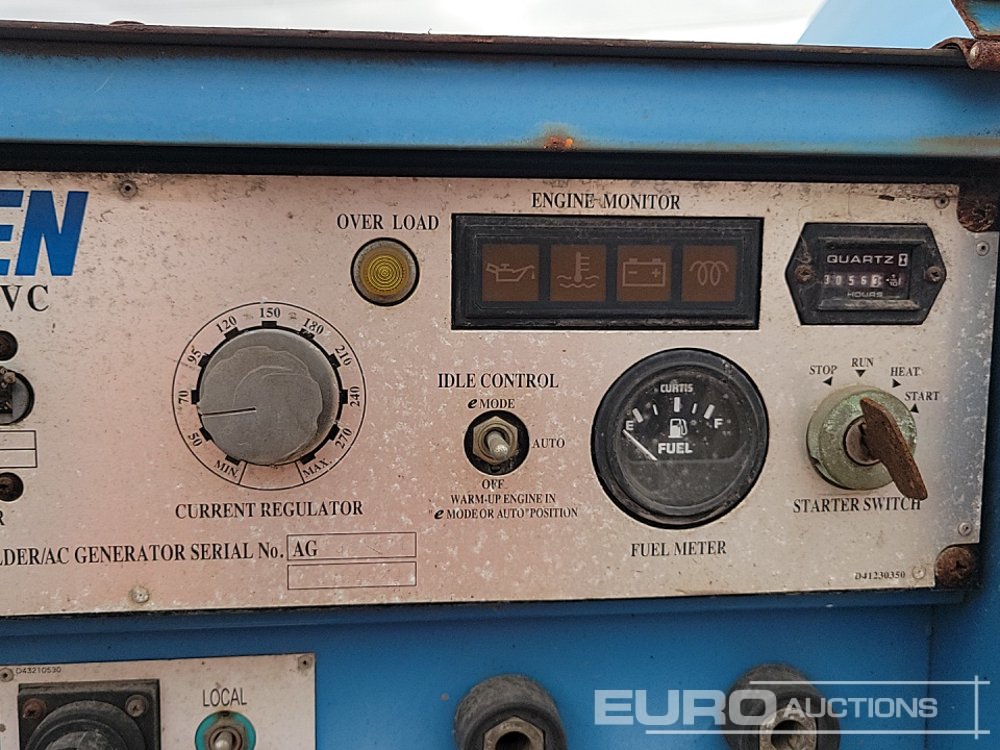 EN
VC
OVER LOAD
ENGINE MONITOR
QUARTZ
HOURS
120 150 180
95 210
70 240
50 270
MIN. MAX.
CURRENT REGULATOR
IDLE CONTROL
e MODE
AUTO
OFF
WARM-UP ENGINE IN
"e MODE OR AUTO" POSITION
CURTIS
E F
FUEL
FUEL METER
STOP RUN HEAT
START
STARTER SWITCH
LDER/AC GENERATOR SERIAL No. AG
D41230350
D43210530
LOCAL
EURO AUCTIONS